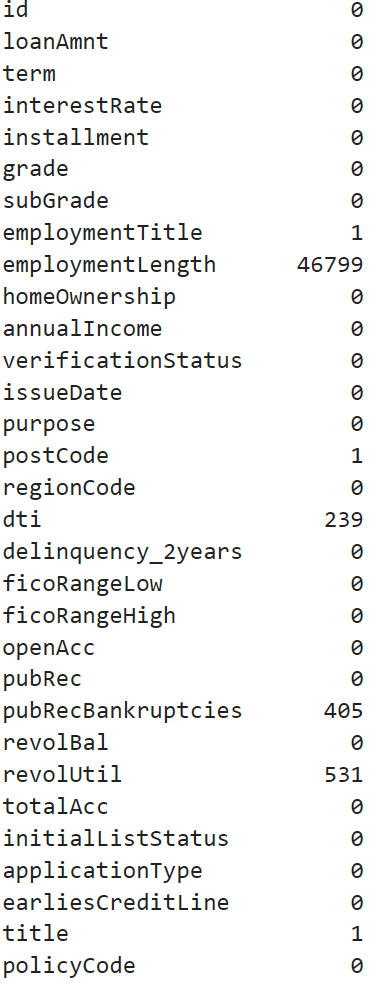 id 0
loanAmnt 0
term 0
interestRate 0
installment 0
grade 0
subGrade 0
employmentTitle 1
employmentLength 46799
homeOwnership 0
annualIncome 0
verificationStatus 0
issueDate 0
purpose 0
postCode 1
regionCode 0
dti 239
delinquency_2years 0
ficoRangeLow 0
ficoRangeHigh 0
openAcc 0
pubRec 0
pubRecBankruptcies 405
revolBal 0
revolUtil 531
totalAcc 0
initialListStatus 0
applicationType 0
earliesCreditLine 0
title 1
policyCode 0